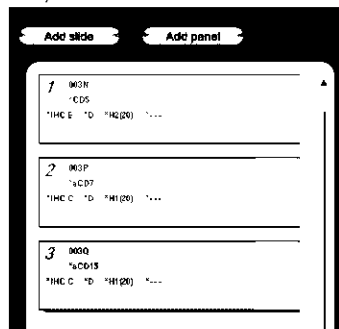 Add slide
Add panel
1 003N
*CD5
*IHC B *D *H2(20) *---
2 003P
*aCD7
*IHC C *D *H1(20) *---
3 003Q
*aCD15
*IHC C *D *H1(20) *---